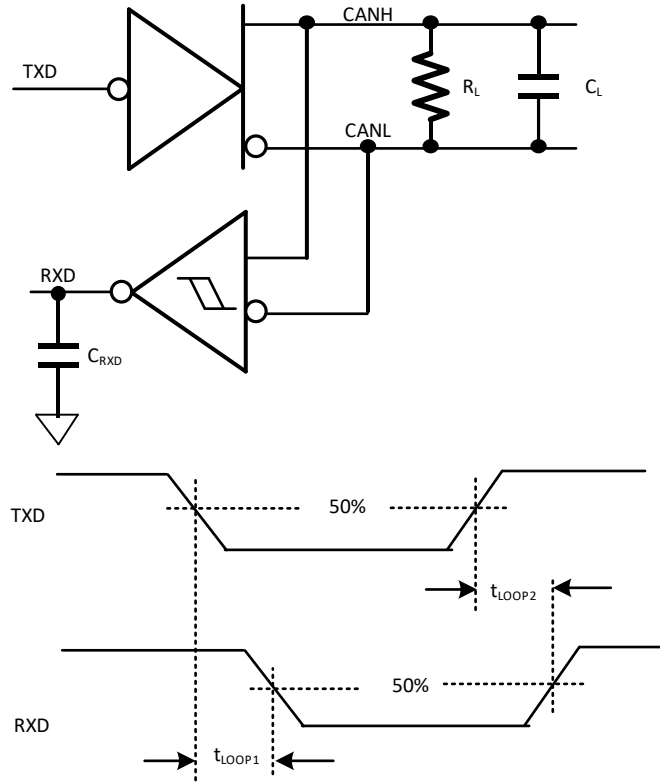 CANH
TXD
R_L
C_L
CANL
RXD
C_RXD
50%
TXD
t_LOOP2
50%
RXD
t_LOOP1